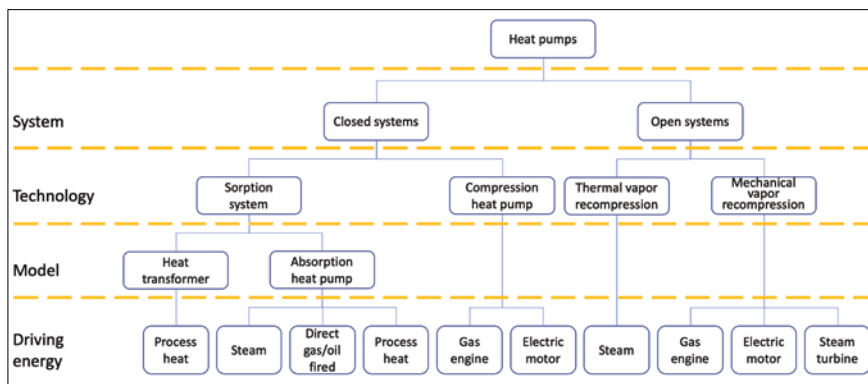 Heat pumps
System
Closed systems
Open systems
Technology
Sorption
system
Compression
heat pump
Thermal vapor
recompression
Mechanical
vapor
recompression
Model
Heat
transformer
Absorption
heat pump
Driving
energy
Process
heat
Steam
Direct
gas/oil
fired
Process
heat
Gas
engine
Electric
motor
Steam
Gas
engine
Electric
motor
Steam
turbine